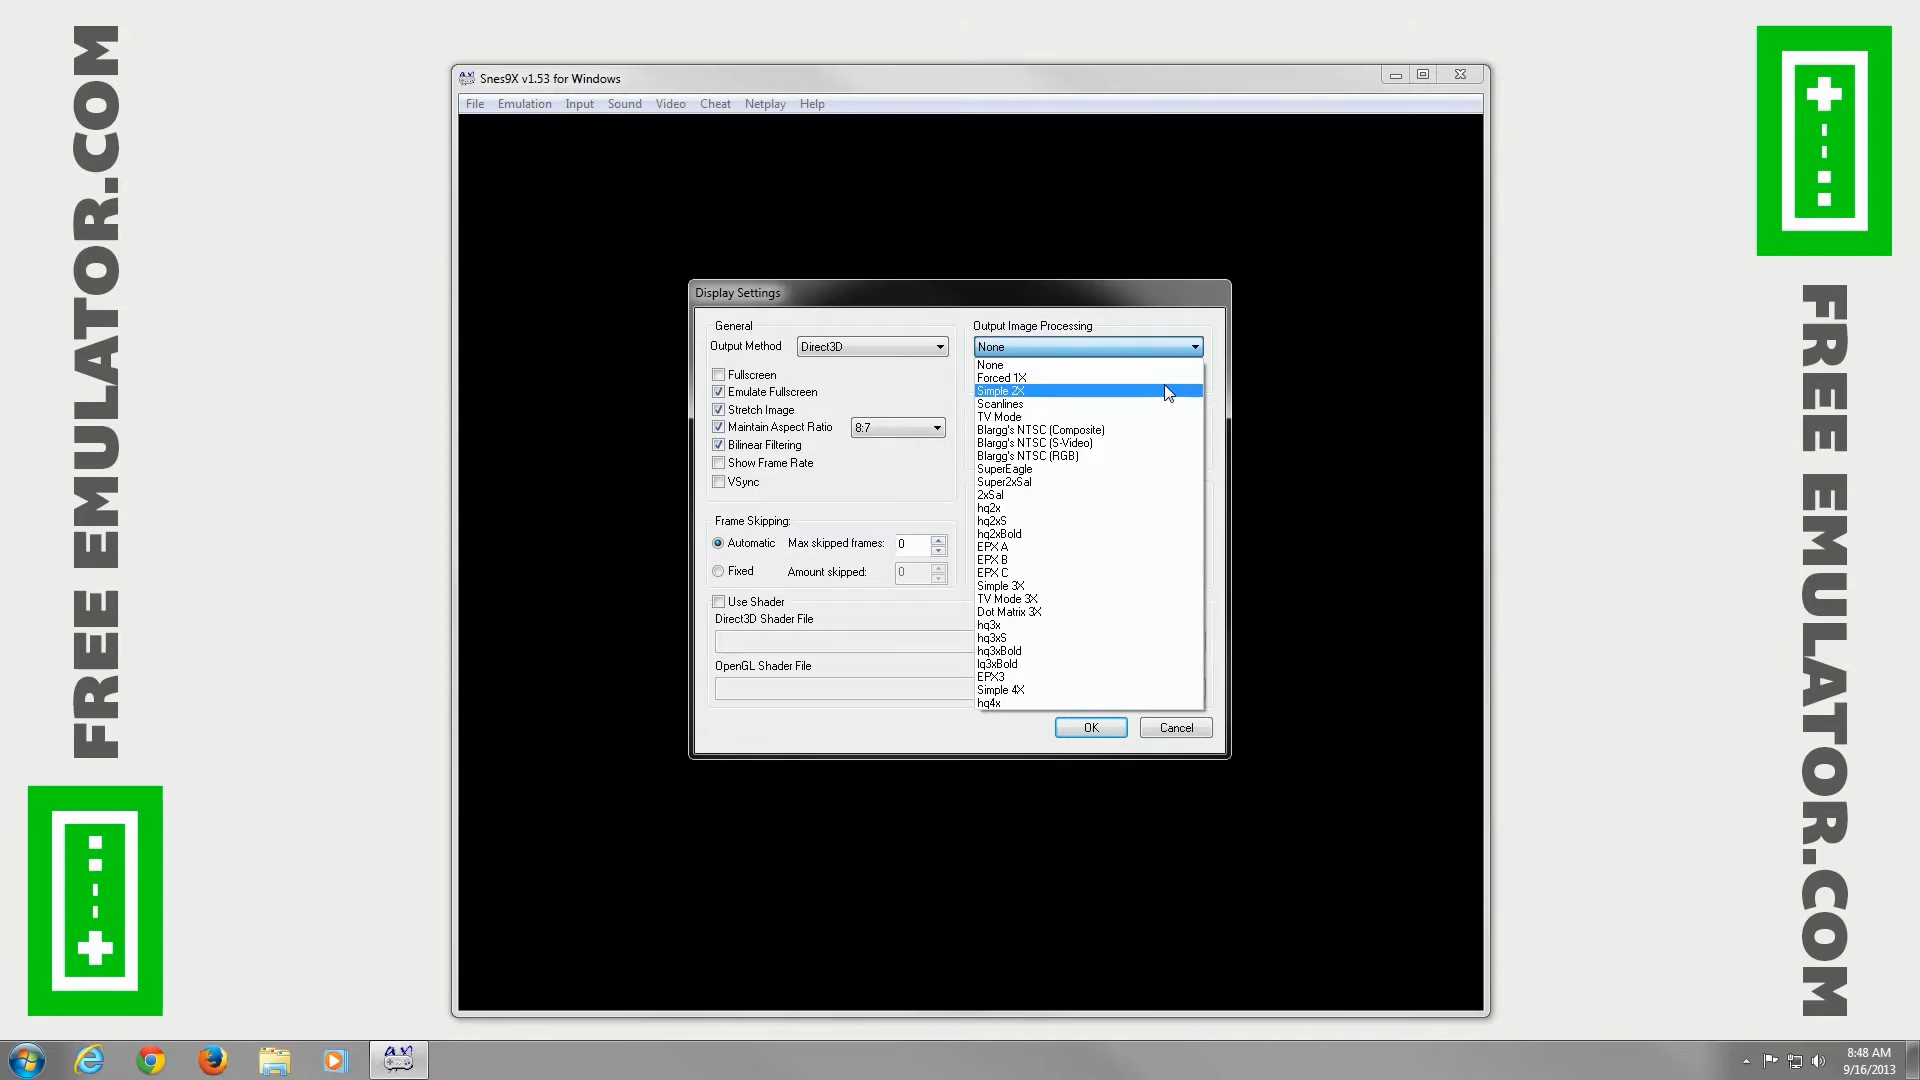 FREE EMULATOR.COM
Snes9X v1.53 for Windows
File Emulation Input Sound Video Cheat Netplay Help
Display Settings
General
Output Method Direct3D
Fullscreen
Emulate Fullscreen
Stretch Image
Maintain Aspect Ratio 8:7
Bilinear Filtering
Show Frame Rate
VSync
Frame Skipping:
Automatic Max skipped frames: 0
Fixed Amount skipped: 0
Use Shader
Direct3D Shader File
OpenGL Shader File
Output Image Processing
None
None
Forced 1X
Simple 2X
Scanlines
TV Mode
Blargg's NTSC (Composite)
Blargg's NTSC (S-Video)
Blargg's NTSC (RGB)
SuperEagle
Super2xSaI
2xSaI
hq2x
hq2xS
hq2xBold
EPX A
EPX B
EPX C
Simple 3X
TV Mode 3X
Dot Matrix 3X
hq3x
hq3xS
hq3xBold
lq3xBold
EPX3
Simple 4X
hq4x
OK Cancel
FREE EMULATOR.COM
8:48 AM
9/16/2013